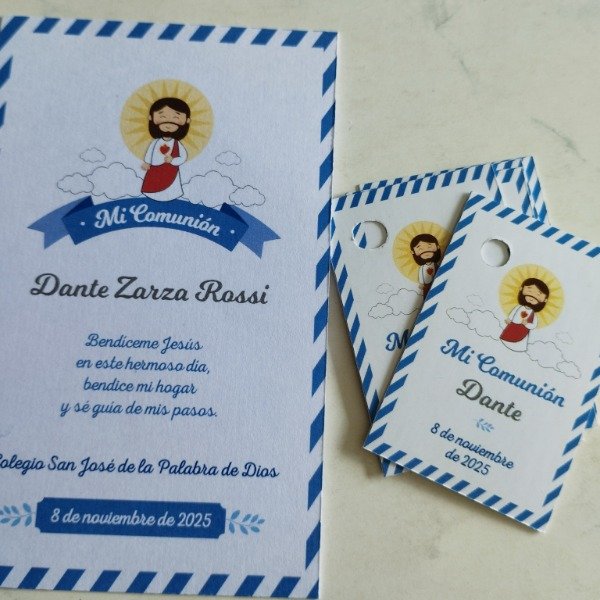 Mi Comunión
Dante Zarza Rossi
Bendíceme Jesús
en este hermoso día,
bendice mi hogar
y sé guía de mis pasos.
Colegio San José de la Palabra de Dios
8 de noviembre de 2025
M
Mi Comunión
Dante
8 de noviembre
de 2025